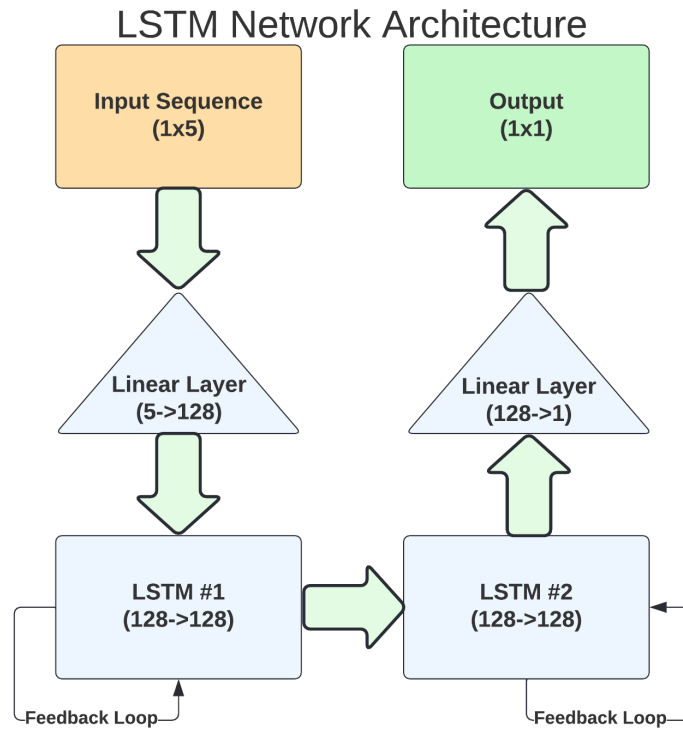 LSTM Network Architecture
Input Sequence
(1x5)
Output
(1x1)
Linear Layer
(5->128)
Linear Layer
(128->1)
LSTM #1
(128->128)
LSTM #2
(128->128)
Feedback Loop
Feedback Loop